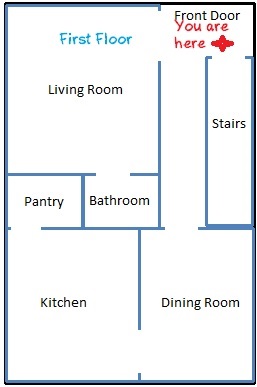 Front Door
First Floor
You are
here
Living Room
Stairs
Pantry
Bathroom
Kitchen
Dining Room